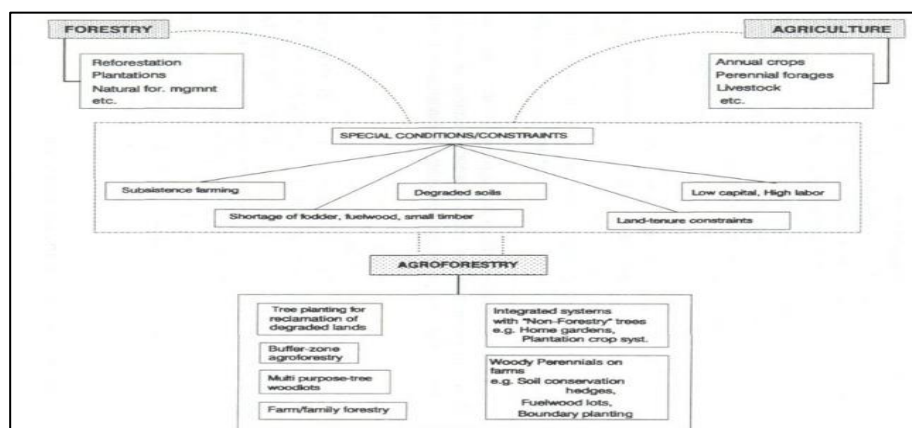 FORESTRY
Reforestation
Plantations
Natural for. mgmnt
etc.
AGRICULTURE
Annual crops
Perennial forages
Livestock
etc.
SPECIAL CONDITIONS/CONSTRAINTS
Subsistence farming
Degraded soils
Low capital, High labor
Shortage of fodder, fuelwood, small timber
Land-tenure constraints
AGROFORESTRY
Tree planting for
reclamation of
degraded lands
Buffer-zone
agroforestry
Multi purpose-tree
woodlots
Farm/family forestry
Integrated systems
with "Non-Forestry" trees
e.g. Home gardens,
Plantation crop syst.
Woody Perennials on
farms
e.g. Soil conservation
hedges,
Fuelwood lots,
Boundary planting